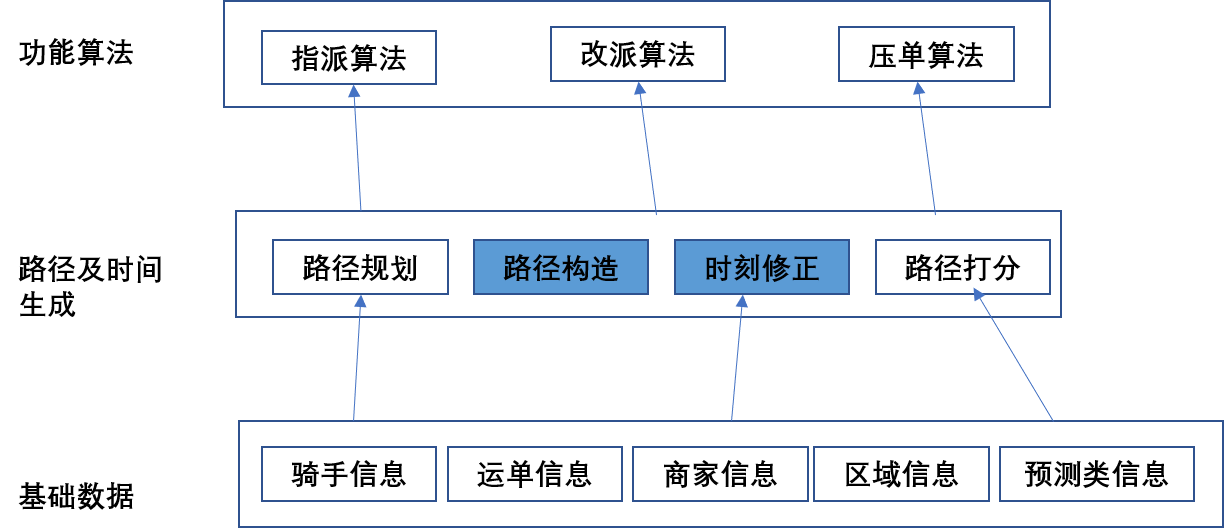 功能算法
指派算法
改派算法
压单算法
路径及时间
生成
路径规划
路径构造
时刻修正
路径打分
基础数据
骑手信息
运单信息
商家信息
区域信息
预测类信息